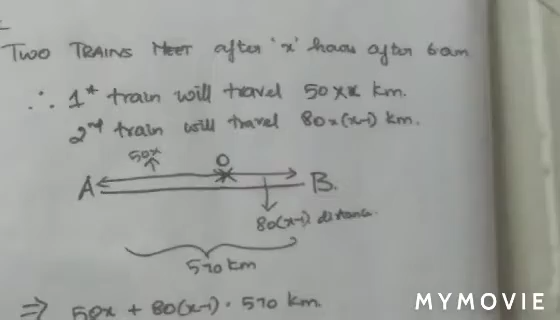 TWO TRAINS MEET after 'x' hours after 6am
∴ 1st train will travel 50×x km.
2nd train will travel 80×(x-1) km.
50x
O
A
B.
80(x-1) distance.
570 km
⇒ 50x + 80(x-1) = 570 km.
MYMOVIE